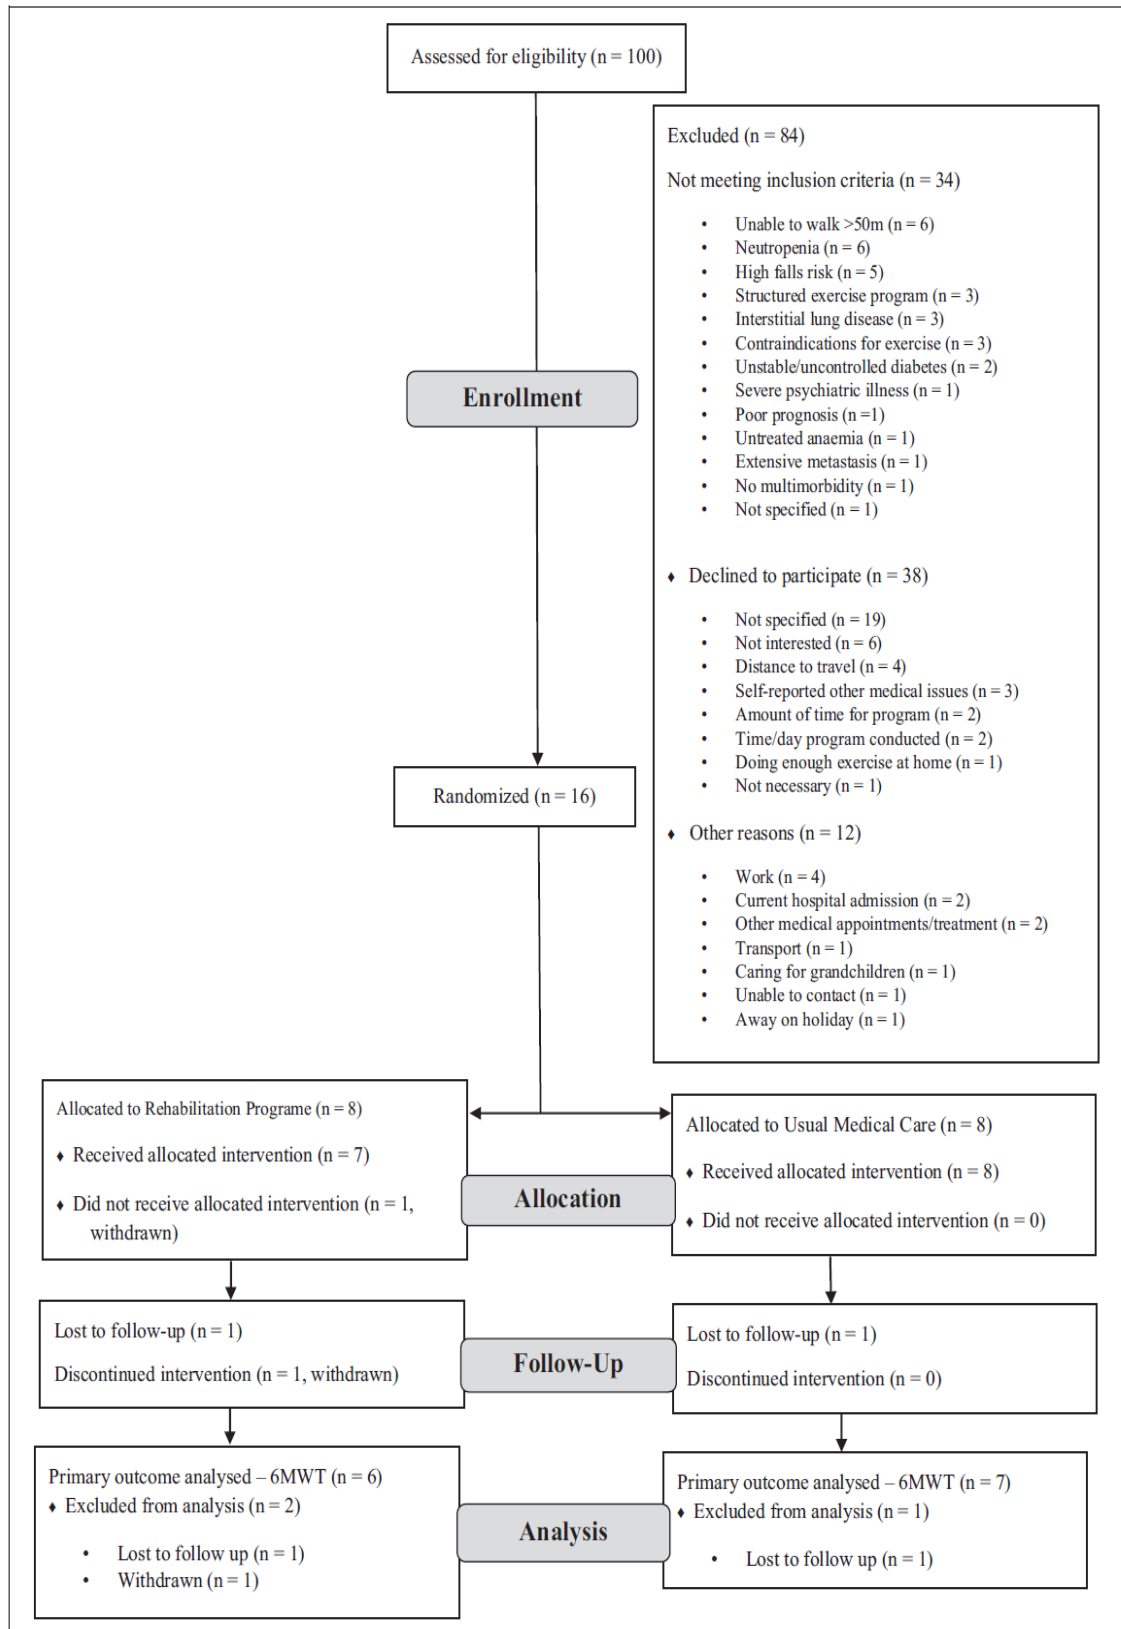 Assessed for eligibility (n = 100)
Excluded (n = 84)
Not meeting inclusion criteria (n = 34)
• Unable to walk >50m (n = 6)
• Neutropenia (n = 6)
• High falls risk (n = 5)
• Structured exercise program (n = 3)
• Interstitial lung disease (n = 3)
• Contraindications for exercise (n = 3)
• Unstable/uncontrolled diabetes (n = 2)
• Severe psychiatric illness (n = 1)
• Poor prognosis (n =1)
• Untreated anaemia (n = 1)
• Extensive metastasis (n = 1)
• No multimorbidity (n = 1)
• Not specified (n = 1)
Enrollment
♦ Declined to participate (n = 38)
• Not specified (n = 19)
• Not interested (n = 6)
• Distance to travel (n = 4)
• Self-reported other medical issues (n = 3)
• Amount of time for program (n = 2)
• Time/day program conducted (n = 2)
• Doing enough exercise at home (n = 1)
• Not necessary (n = 1)
♦ Other reasons (n = 12)
• Work (n = 4)
• Current hospital admission (n = 2)
• Other medical appointments/treatment (n = 2)
• Transport (n = 1)
• Caring for grandchildren (n = 1)
• Unable to contact (n = 1)
• Away on holiday (n = 1)
Randomized (n = 16)
Allocated to Rehabilitation Programe (n = 8)
♦ Received allocated intervention (n = 7)
♦ Did not receive allocated intervention (n = 1,
withdrawn)
Allocation
Allocated to Usual Medical Care (n = 8)
♦ Received allocated intervention (n = 8)
♦ Did not receive allocated intervention (n = 0)
Lost to follow-up (n = 1)
Discontinued intervention (n = 1, withdrawn)
Follow-Up
Lost to follow-up (n = 1)
Discontinued intervention (n = 0)
Primary outcome analysed – 6MWT (n = 6)
♦ Excluded from analysis (n = 2)
• Lost to follow up (n = 1)
• Withdrawn (n = 1)
Analysis
Primary outcome analysed – 6MWT (n = 7)
♦ Excluded from analysis (n = 1)
• Lost to follow up (n = 1)